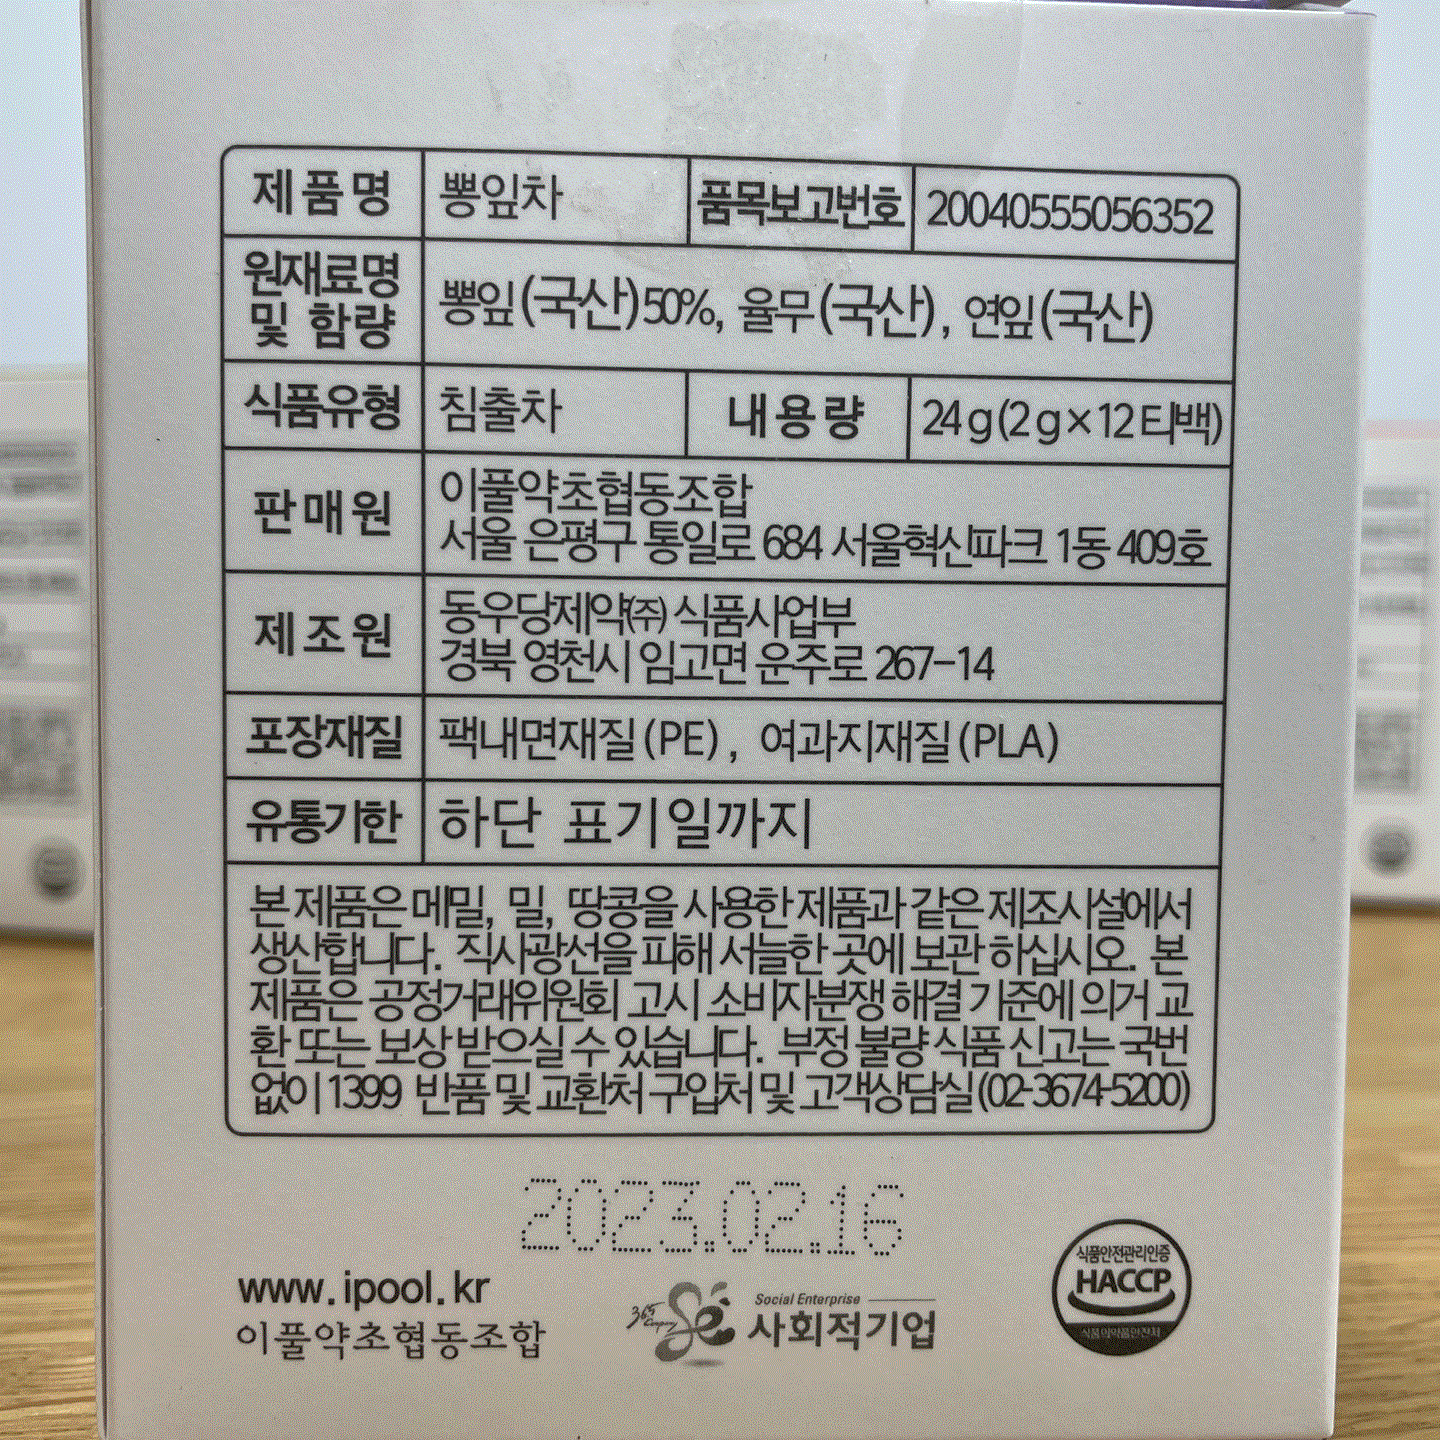 제품명 뽕잎차 품목보고번호 20040555056352
원재료명
및 함량
뽕잎(국산)50%, 율무(국산), 연잎(국산)
식품유형 침출차 내용량 24g(2g×12티백)
판매원
이풀약초협동조합
서울 은평구 통일로 684 서울혁신파크 1동 409호
제조원
동우당제약㈜ 식품사업부
경북 영천시 임고면 운주로 267-14
포장재질 팩내면재질(PE), 여과지재질(PLA)
유통기한 하단 표기일까지
본 제품은 메밀, 밀, 땅콩을 사용한 제품과 같은 제조시설에서
생산합니다. 직사광선을 피해 서늘한 곳에 보관 하십시오. 본
제품은 공정거래위원회 고시 소비자분쟁 해결 기준에 의거 교
환 또는 보상 받으실 수 있습니다. 부정 불량 식품 신고는 국번
없이 1399 반품 및 교환처 구입처 및 고객상담실(02-3674-5200)
2023.02.16
www.ipool.kr
이풀약초협동조합
365 Company
Social Enterprise
사회적기업
식품안전관리인증
HACCP
식품의약품안전처